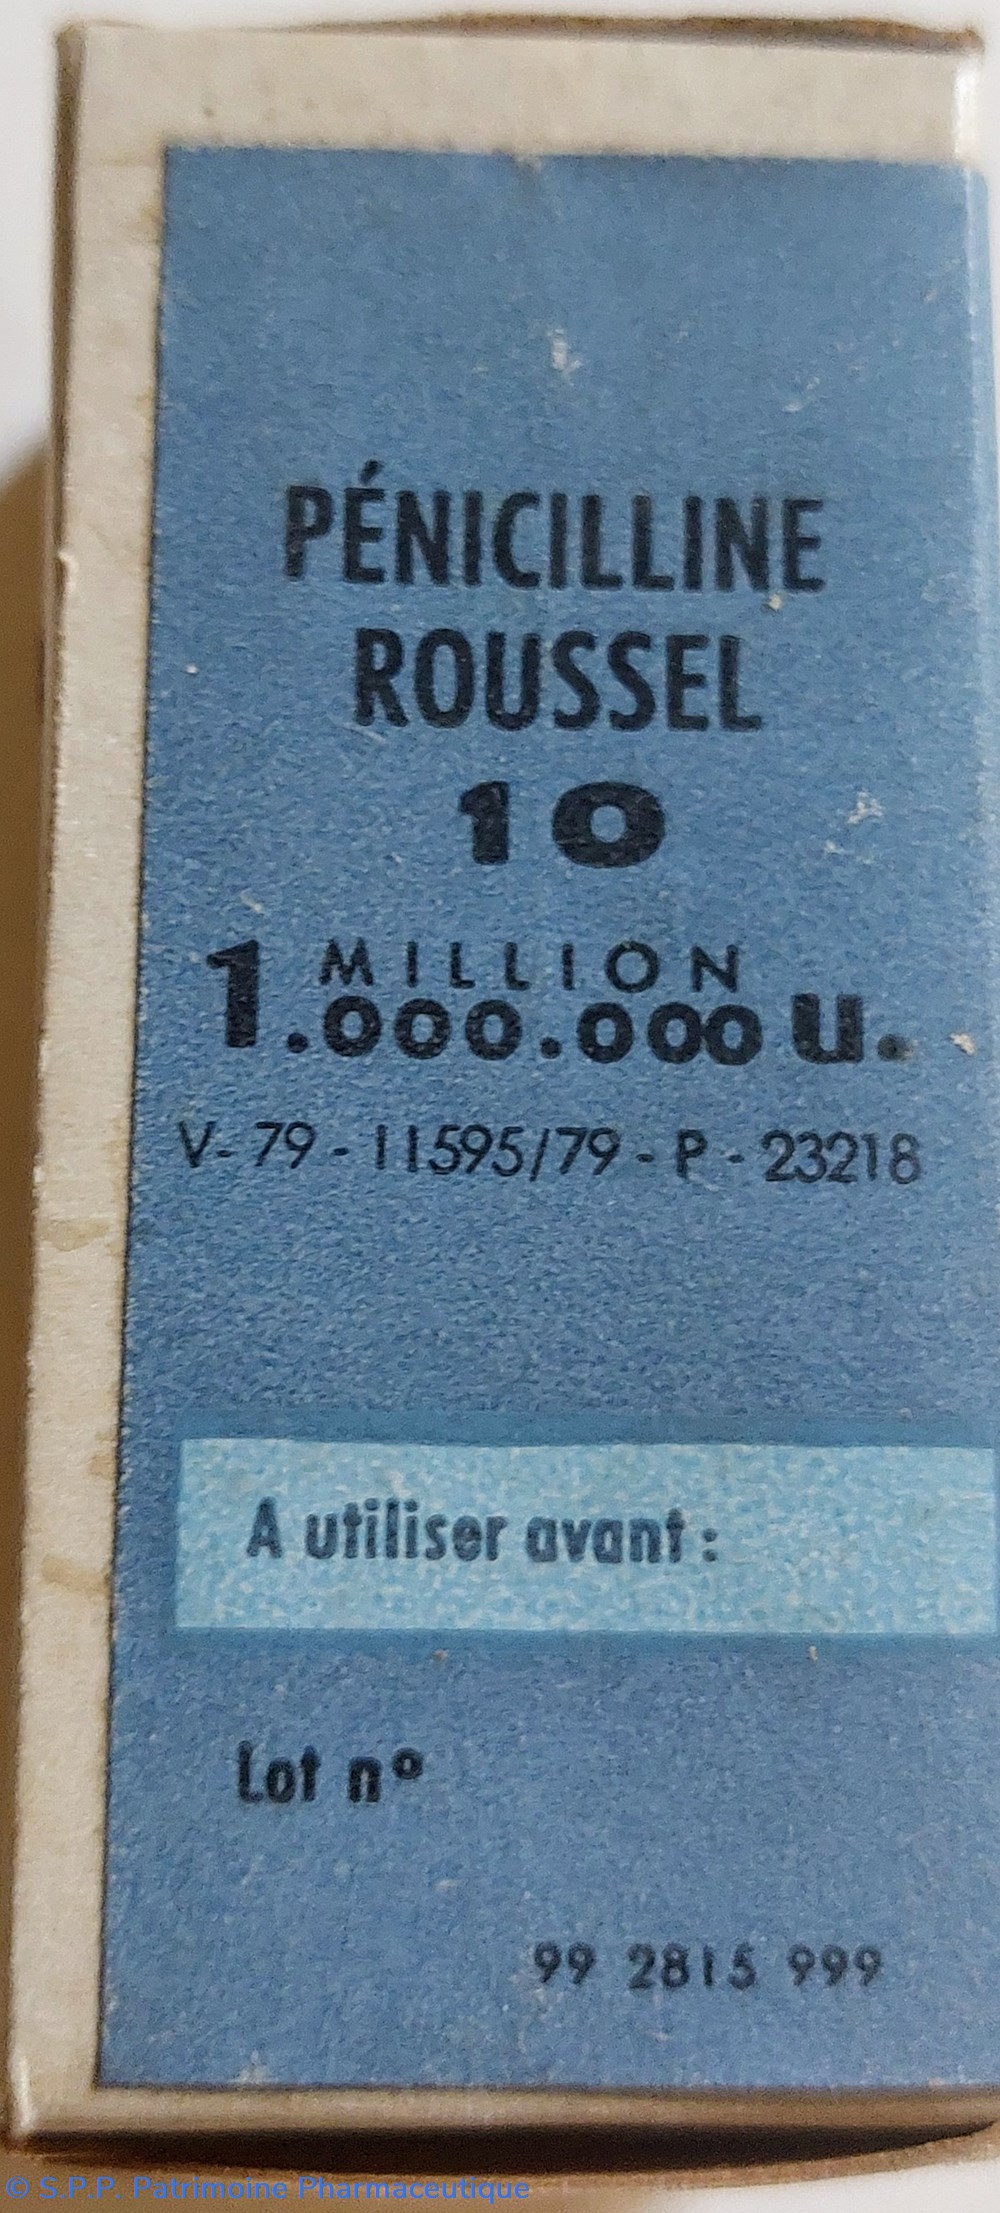 PÉNICILLINE
ROUSSEL
10
MILLION
1.000.000 U.
V- 79 - 11595/79 - P - 23218
A utiliser avant :
Lot nº
99 2815 999
© S.P.P. Patrimoine Pharmaceutique